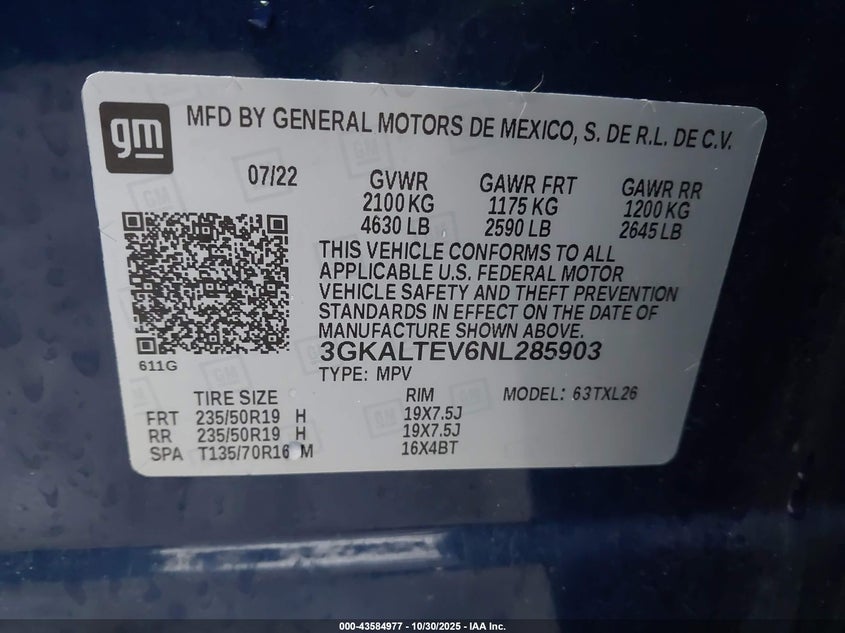 gm
MFD BY GENERAL MOTORS DE MEXICO, S. DE R.L. DE C.V.
07/22 GVWR GAWR FRT GAWR RR
2100 KG 1175 KG 1200 KG
4630 LB 2590 LB 2645 LB
THIS VEHICLE CONFORMS TO ALL
APPLICABLE U.S. FEDERAL MOTOR
VEHICLE SAFETY AND THEFT PREVENTION
STANDARDS IN EFFECT ON THE DATE OF
MANUFACTURE SHOWN ABOVE.
3GKALTEV6NL285903
611G
TYPE: MPV MODEL: 63TXL26
TIRE SIZE RIM
FRT 235/50R19 H 19X7.5J
RR 235/50R19 H 19X7.5J
SPA T135/70R16 M 16X4BT
000-43584977 - 10/30/2025 - IAA Inc.